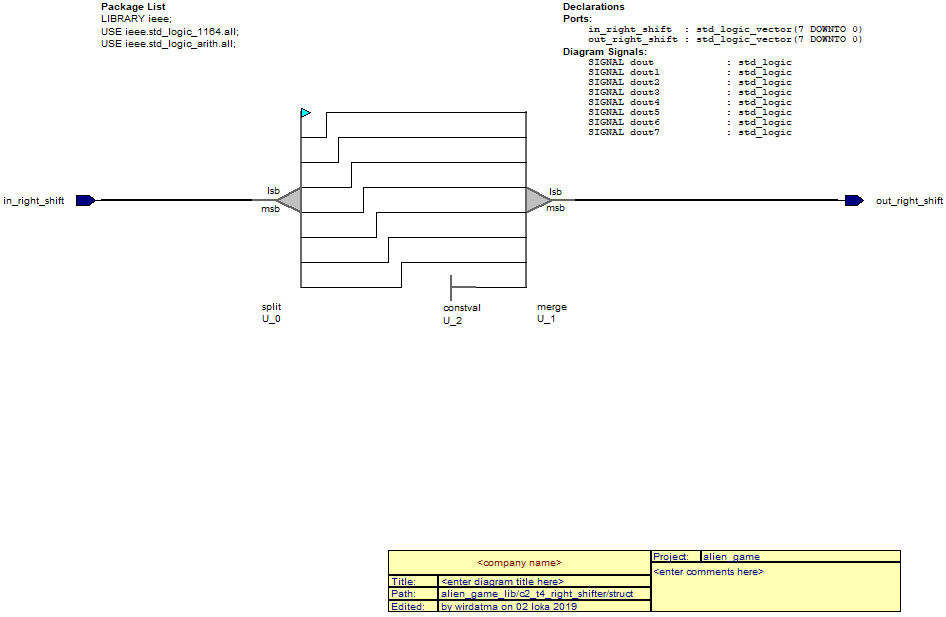 Package List
LIBRARY ieee;
USE ieee.std_logic_1164.all;
USE ieee.std_logic_arith.all;
Declarations
Ports:
in_right_shift : std_logic_vector(7 DOWNTO 0)
out_right_shift : std_logic_vector(7 DOWNTO 0)
Diagram Signals:
SIGNAL dout : std_logic
SIGNAL dout1 : std_logic
SIGNAL dout2 : std_logic
SIGNAL dout3 : std_logic
SIGNAL dout4 : std_logic
SIGNAL dout5 : std_logic
SIGNAL dout6 : std_logic
SIGNAL dout7 : std_logic
in_right_shift
lsb
msb
lsb
msb
out_right_shift
split
U_0
constval
U_2
merge
U_1
<company name>
Project: alien_game
<enter comments here>
Title: <enter diagram title here>
Path: alien_game_lib/c2_t4_right_shifter/struct
Edited: by wirdatma on 02 loka 2019